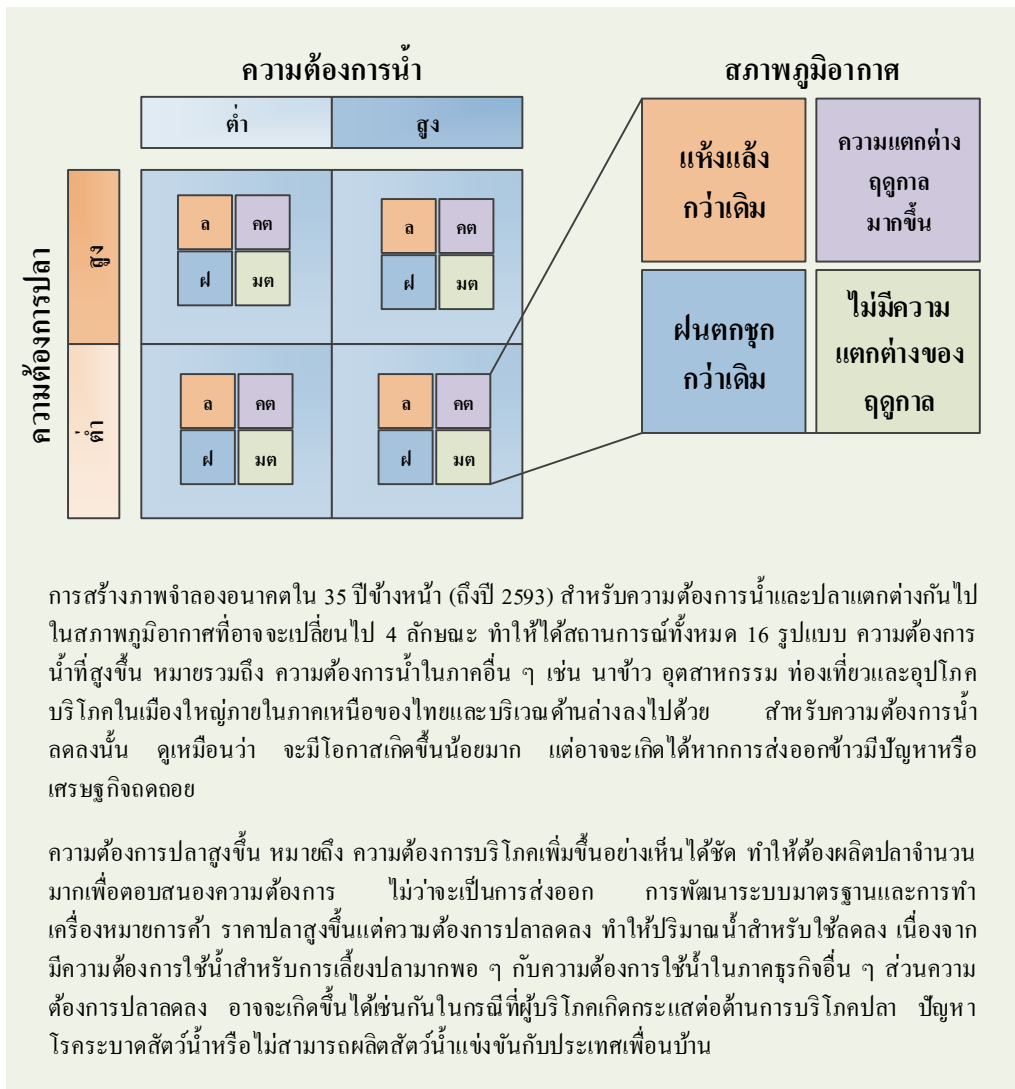 ความต้องการน้ำ
สภาพภูมิอากาศ
ต่ำ
สูง
ความต้องการปลา
สูง
ต่ำ
ล
คต
ฝ
มต
ล
คต
ฝ
มต
ล
คต
ฝ
มต
ล
คต
ฝ
มต
แห้งแล้ง
กว่าเดิม
ความแตกต่าง
ฤดูกาล
มากขึ้น
ฝนตกชุก
กว่าเดิม
ไม่มีความ
แตกต่างของ
ฤดูกาล
การสร้างภาพจำลองอนาคตใน 35 ปีข้างหน้า (ถึงปี 2593) สำหรับความต้องการน้ำและปลาแตกต่างกันไป
ในสภาพภูมิอากาศที่อาจจะเปลี่ยนไป 4 ลักษณะ ทำให้ได้สถานการณ์ทั้งหมด 16 รูปแบบ ความต้องการ
น้ำที่สูงขึ้น หมายรวมถึง ความต้องการน้ำในภาคอื่น ๆ เช่น นาข้าว อุตสาหกรรม ท่องเที่ยวและอุปโภค
บริโภคในเมืองใหญ่ภายในภาคเหนือของไทยและบริเวณด้านล่างลงไปด้วย สำหรับความต้องการน้ำ
ลดลงนั้น ดูเหมือนว่า จะมีโอกาสเกิดขึ้นน้อยมาก แต่อาจจะเกิดได้หากการส่งออกข้าวมีปัญหาหรือ
เศรษฐกิจถดถอย
ความต้องการปลาสูงขึ้น หมายถึง ความต้องการบริโภคเพิ่มขึ้นอย่างเห็นได้ชัด ทำให้ต้องผลิตปลาจำนวน
มากเพื่อตอบสนองความต้องการ ไม่ว่าจะเป็นการส่งออก การพัฒนาระบบมาตรฐานและการทำ
เครื่องหมายการค้า ราคาปลาสูงขึ้นแต่ความต้องการปลาลดลง ทำให้ปริมาณน้ำสำหรับใช้ลดลง เนื่องจาก
มีความต้องการใช้น้ำสำหรับการเลี้ยงปลามากพอ ๆ กับความต้องการใช้น้ำในภาคธุรกิจอื่น ๆ ส่วนความ
ต้องการปลาลดลง อาจจะเกิดขึ้นได้เช่นกันในกรณีที่ผู้บริโภคเกิดกระแสต่อต้านการบริโภคปลา ปัญหา
โรคระบาดสัตว์น้ำหรือไม่สามารถผลิตสัตว์น้ำแข่งขันกับประเทศเพื่อนบ้าน